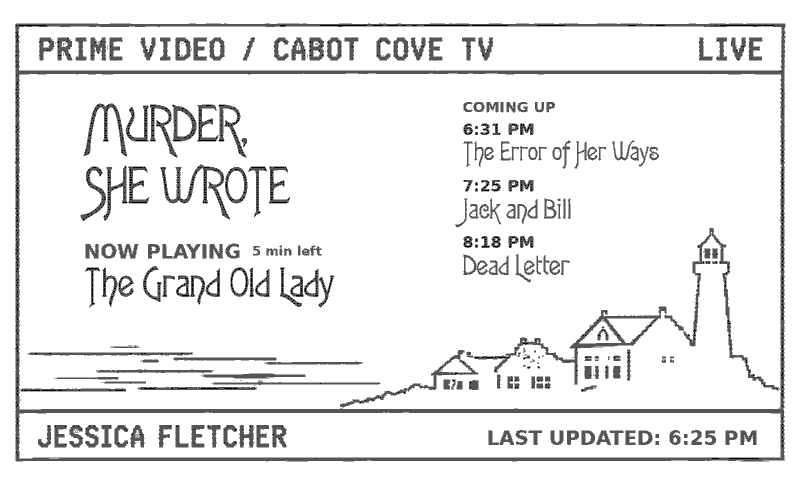 PRIME VIDEO / CABOT COVE TV
LIVE
MURDER,
SHE WROTE
NOW PLAYING 5 min left
The Grand Old Lady
COMING UP
6:31 PM
The Error of Her Ways
7:25 PM
Jack and Bill
8:18 PM
Dead Letter
JESSICA FLETCHER
LAST UPDATED: 6:25 PM